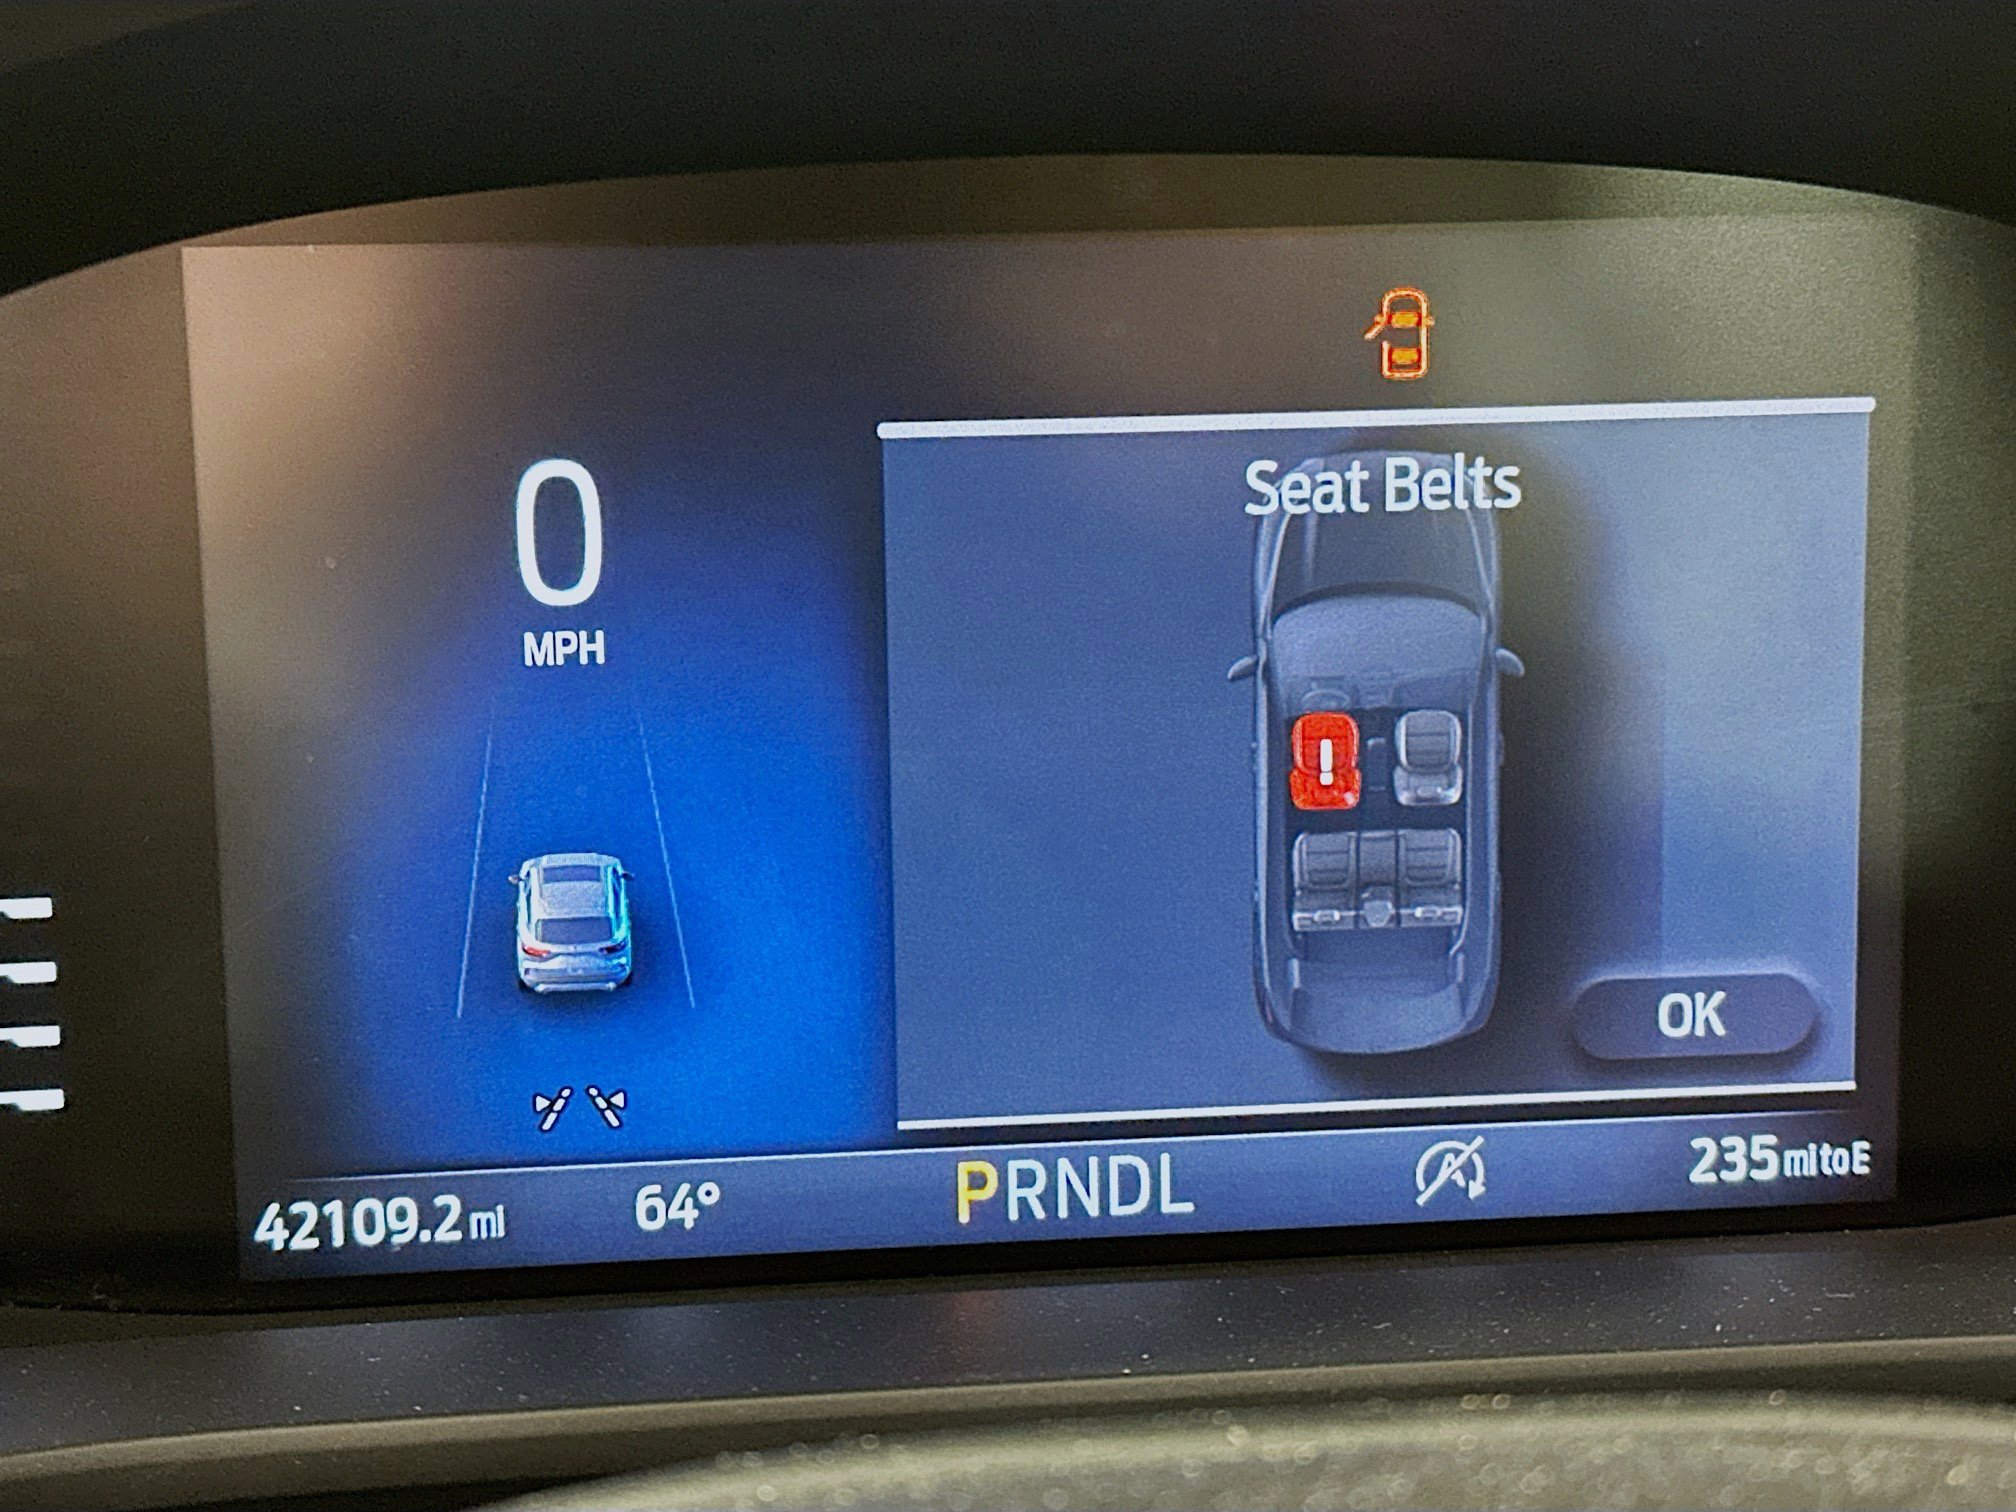 0
MPH
Seat Belts
!
OK
42109.2 mi 64° PRNDL A 235 mi to E